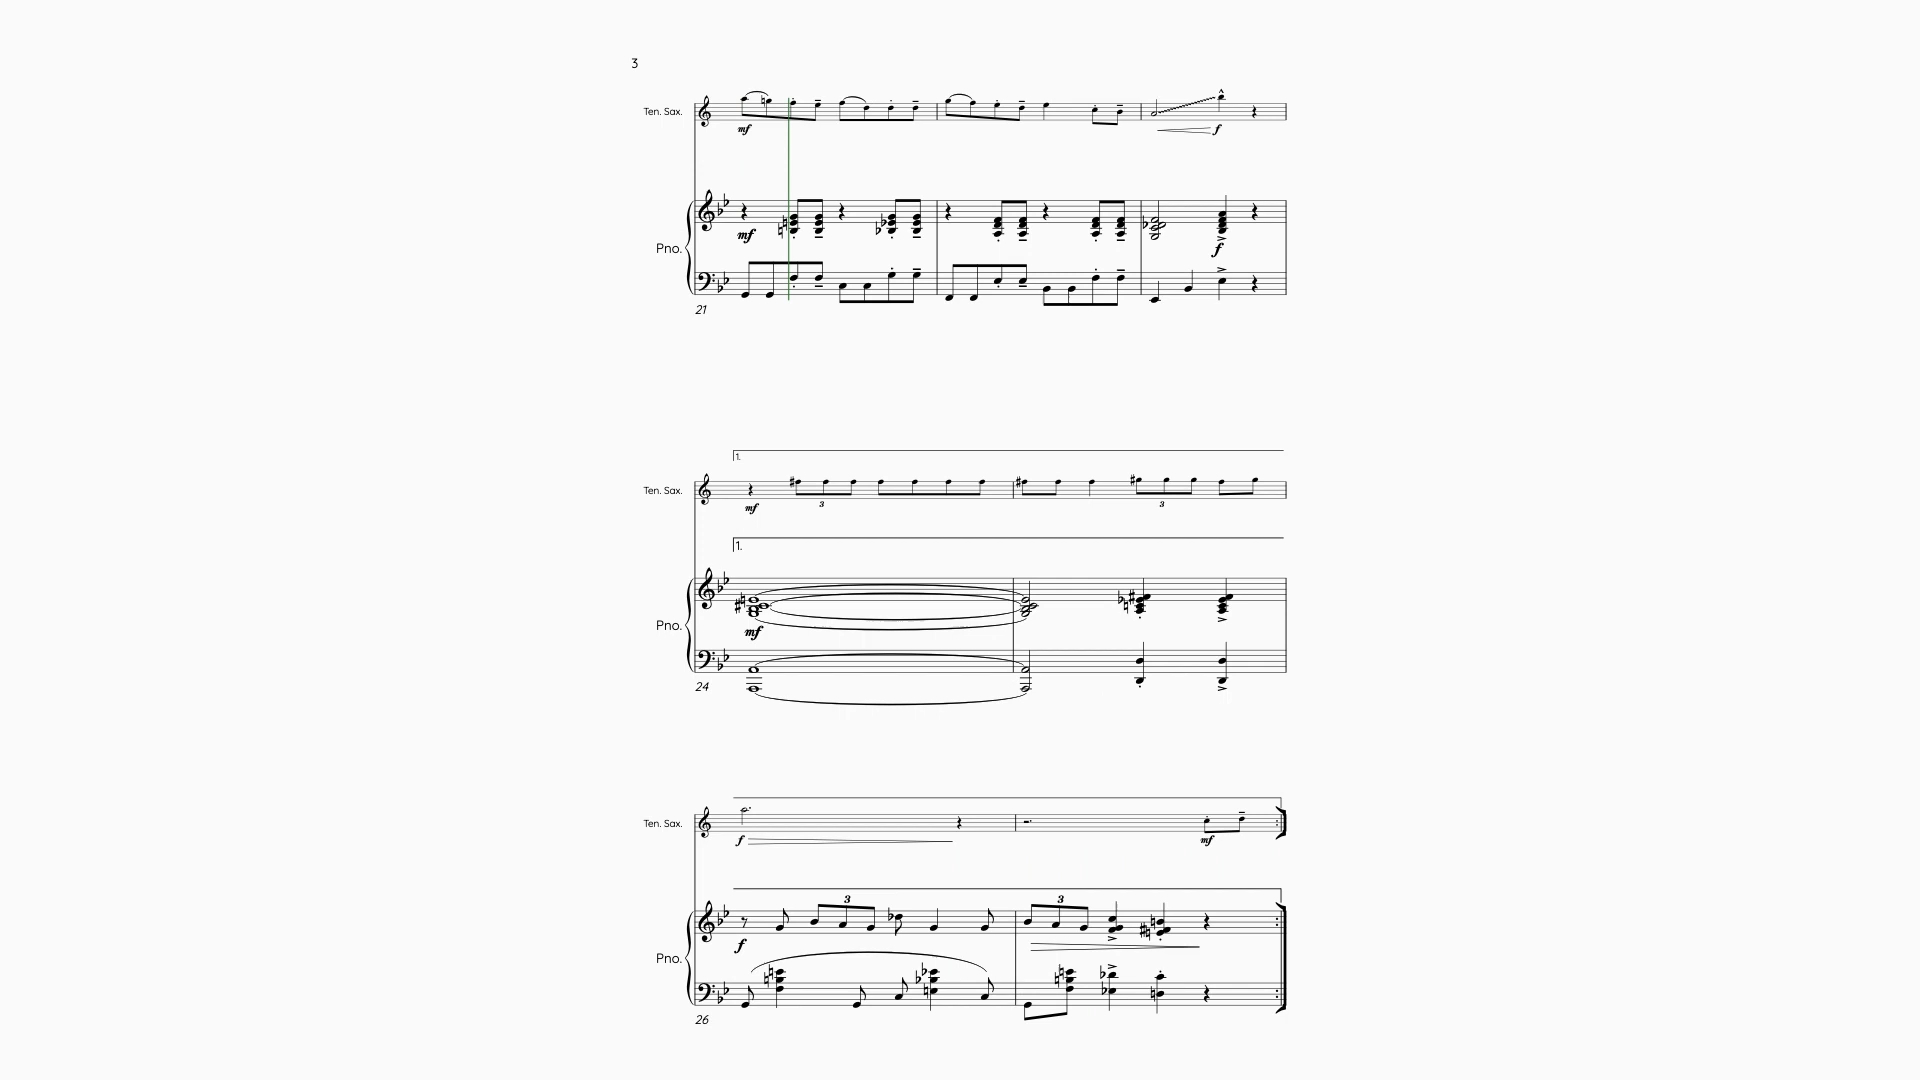 3
Ten. Sax.
mf
f
mf
f
Pno.
21
1.
Ten. Sax.
mf
3
3
1.
mf
Pno.
24
Ten. Sax.
f
mf
3
3
f
Pno.
26